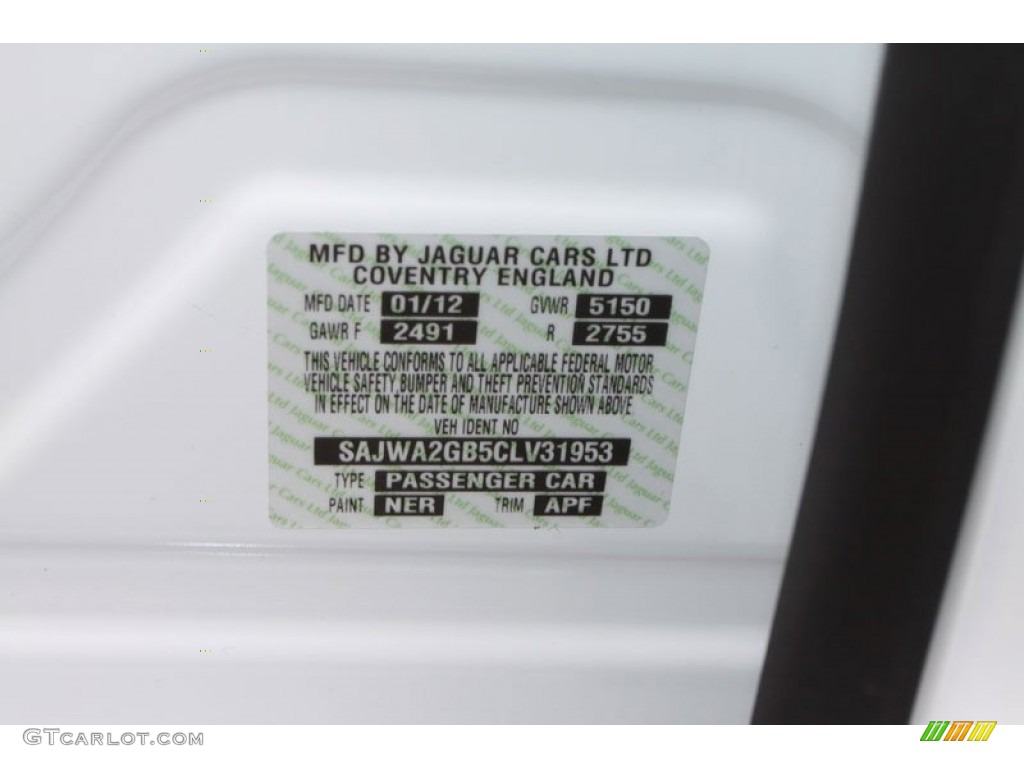 MFD BY JAGUAR CARS LTD
COVENTRY ENGLAND
MFD DATE 01/12 GVWR 5150
GAWR F 2491 R 2755
THIS VEHICLE CONFORMS TO ALL APPLICABLE FEDERAL MOTOR
VEHICLE SAFETY, BUMPER AND THEFT PREVENTION STANDARDS
IN EFFECT ON THE DATE OF MANUFACTURE SHOWN ABOVE.
VEH IDENT NO
SAJWA2GB5CLV31953
TYPE PASSENGER CAR
PAINT NER TRIM APF
GTCARLOT.COM